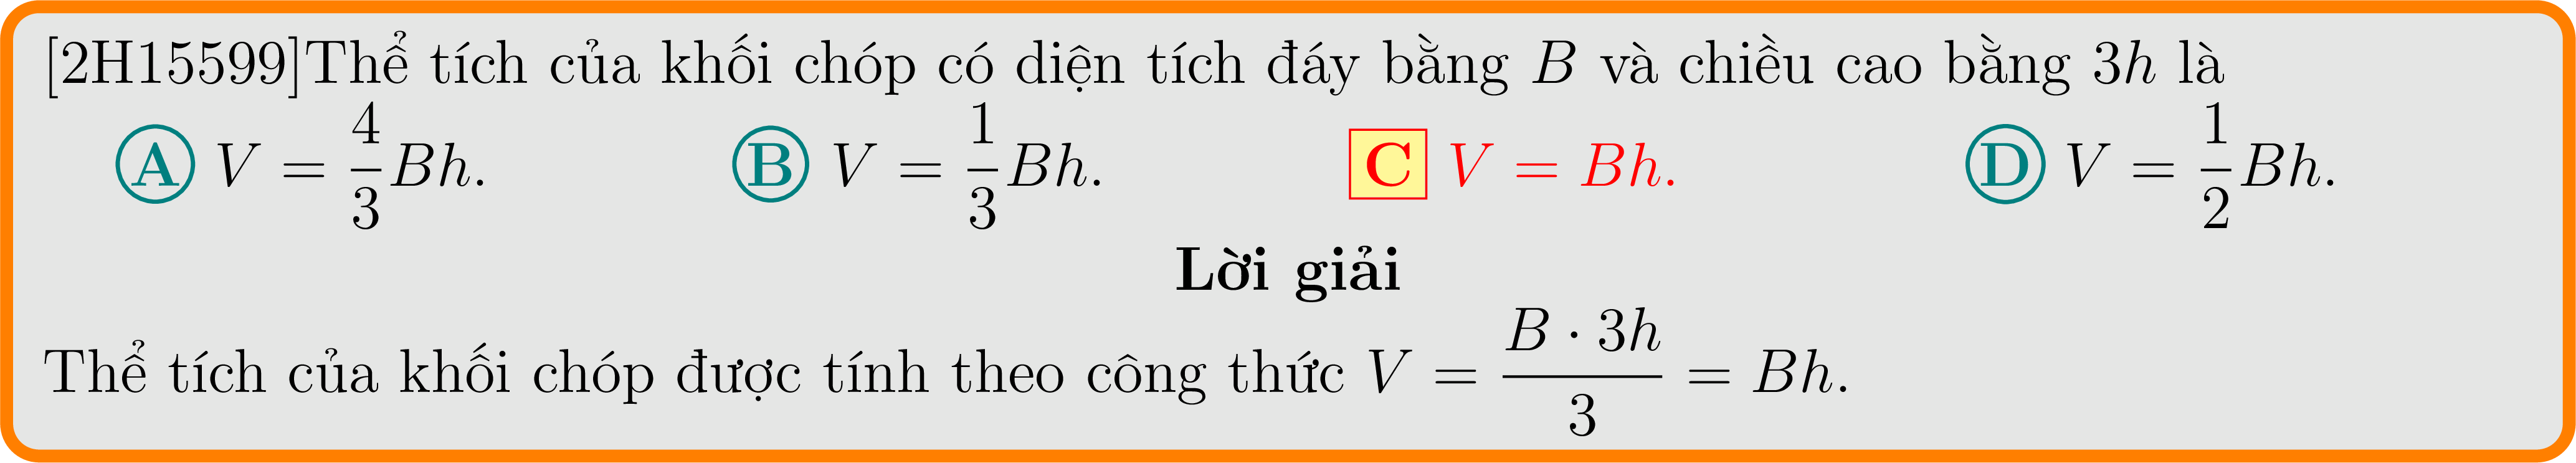 [2H15599]Thể tích của khối chóp có diện tích đáy bằng B và chiều cao bằng 3h là
A V = \frac{4}{3}Bh. B V = \frac{1}{3}Bh. C V = Bh. D V = \frac{1}{2}Bh.
Lời giải
Thể tích của khối chóp được tính theo công thức V = \frac{B · 3h}{3} = Bh.